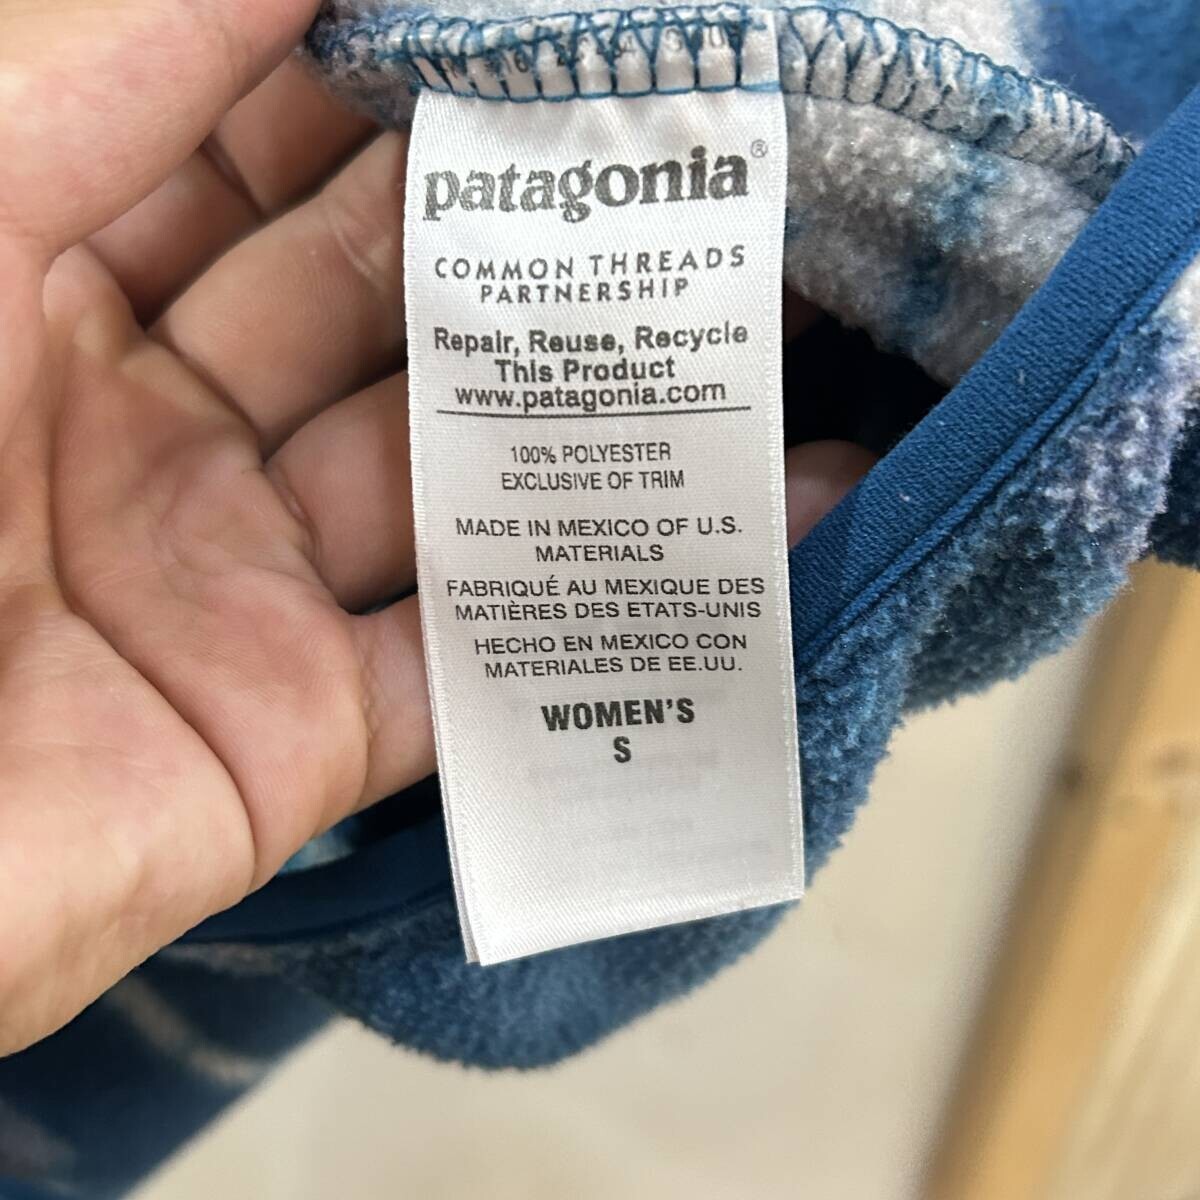 patagonia®
COMMON THREADS
PARTNERSHIP
Repair, Reuse, Recycle
This Product
www.patagonia.com
100% POLYESTER
EXCLUSIVE OF TRIM
MADE IN MEXICO OF U.S.
MATERIALS
FABRIQUÉ AU MEXIQUE DES
MATIÈRES DES ETATS-UNIS
HECHO EN MEXICO CON
MATERIALES DE EE.UU.
WOMEN'S
S